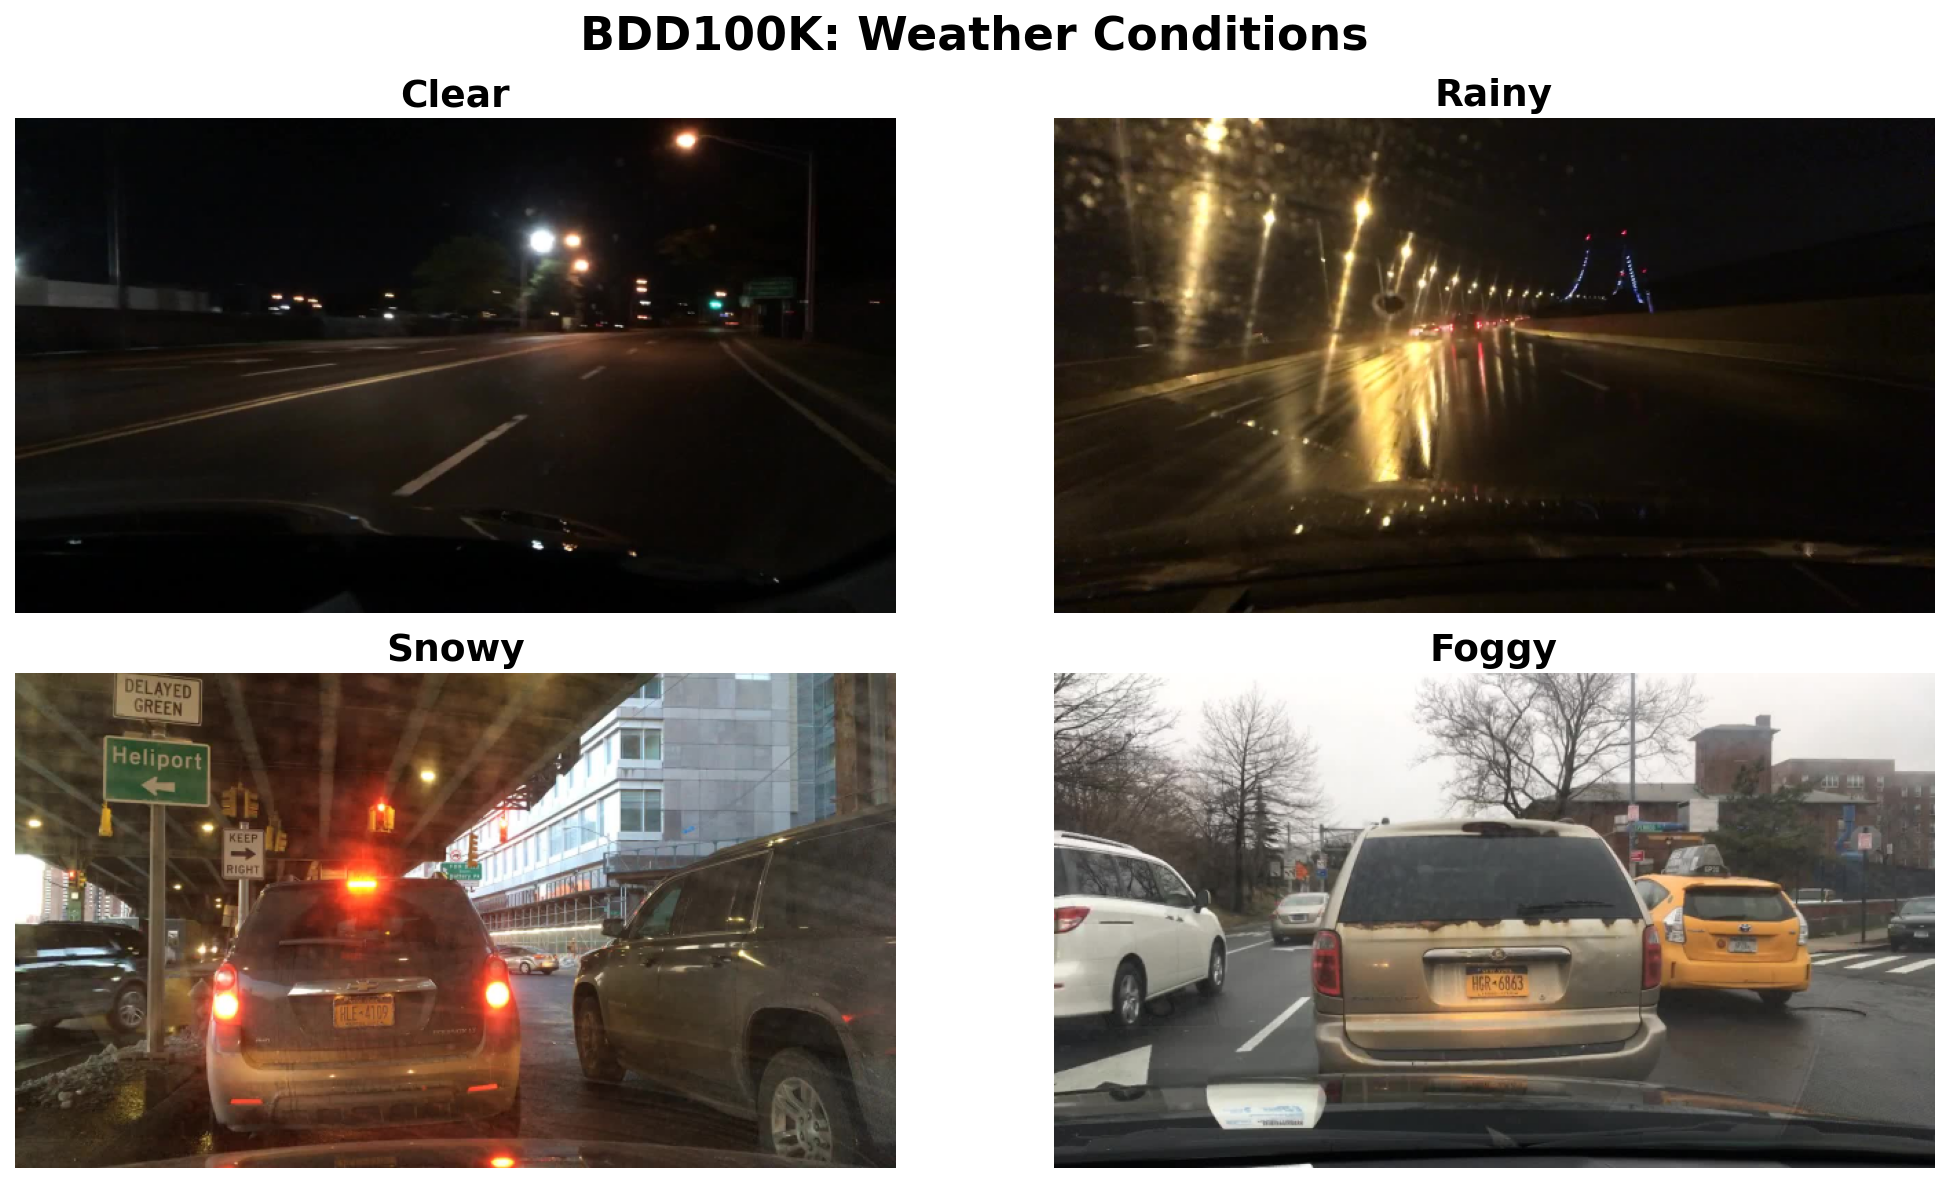 BDD100K: Weather Conditions
Clear
Rainy
Snowy
Foggy
DELAYED
GREEN
Heliport
KEEP
RIGHT
HLE-4109
HGR-6863